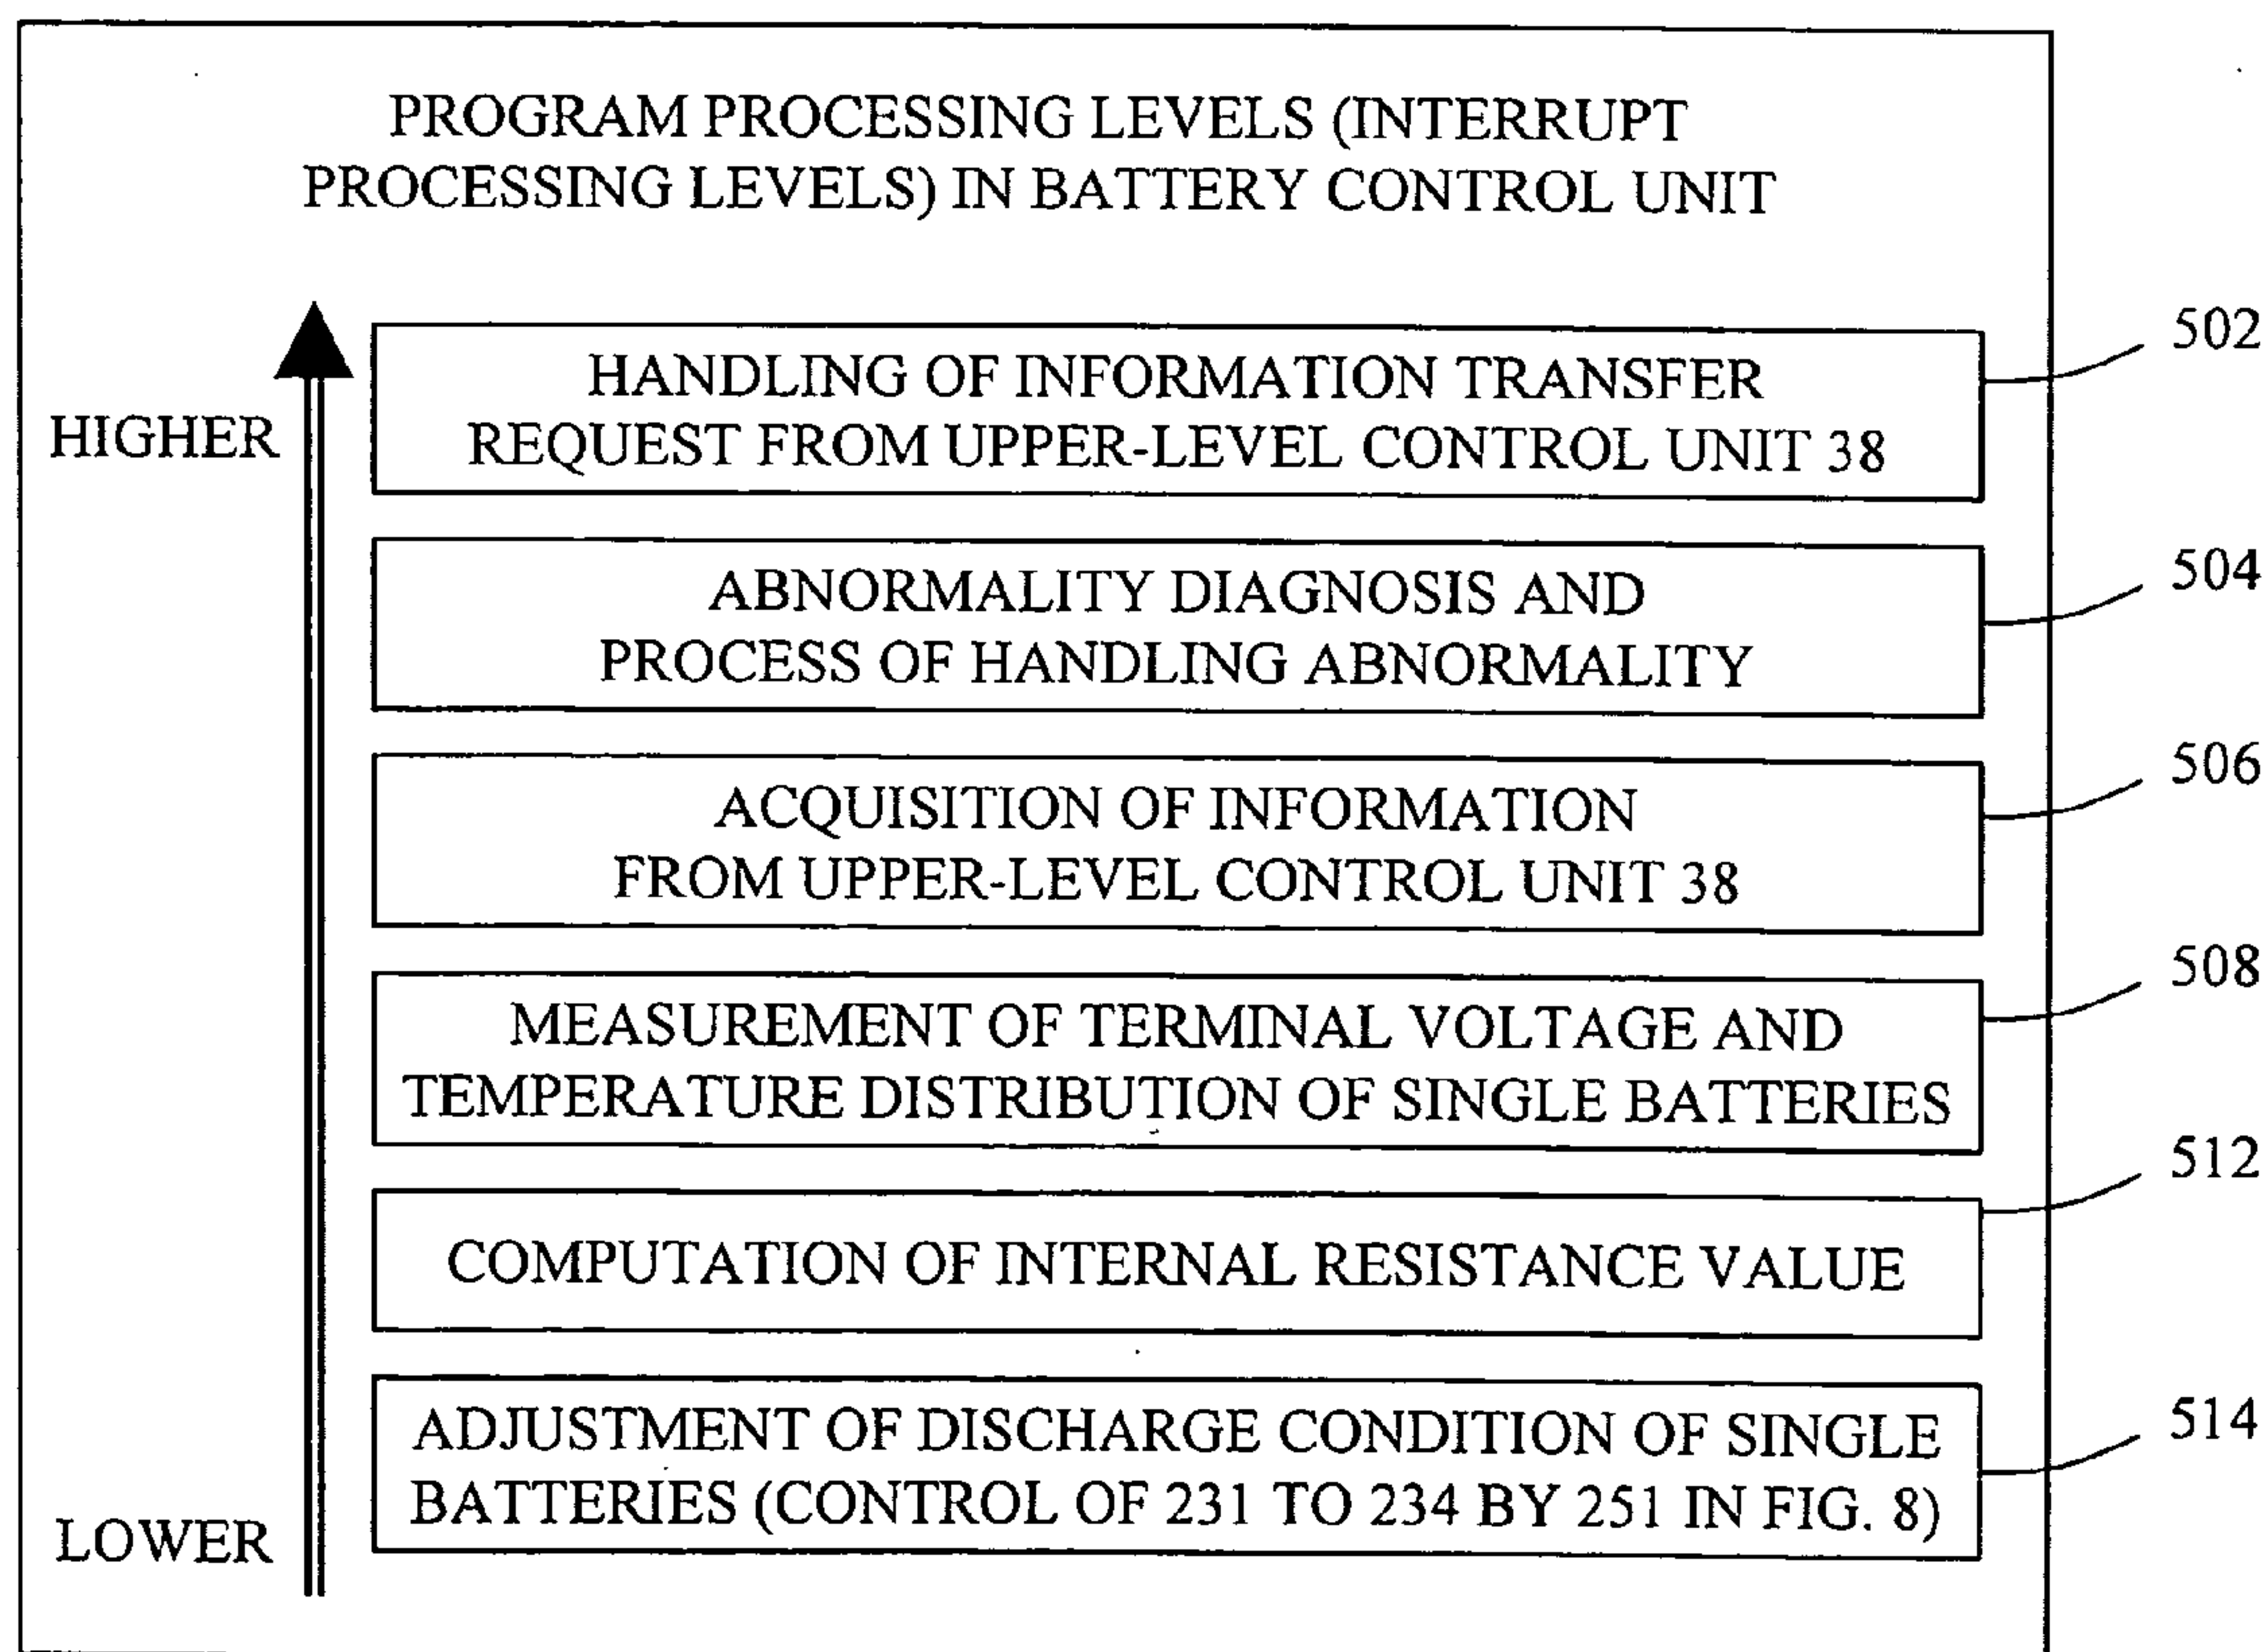 PROGRAM PROCESSING LEVELS (INTERRUPT
PROCESSING LEVELS) IN BATTERY CONTROL UNIT
HIGHER
HANDLING OF INFORMATION TRANSFER
REQUEST FROM UPPER-LEVEL CONTROL UNIT 38
502
ABNORMALITY DIAGNOSIS AND
PROCESS OF HANDLING ABNORMALITY
504
ACQUISITION OF INFORMATION
FROM UPPER-LEVEL CONTROL UNIT 38
506
MEASUREMENT OF TERMINAL VOLTAGE AND
TEMPERATURE DISTRIBUTION OF SINGLE BATTERIES
508
COMPUTATION OF INTERNAL RESISTANCE VALUE
512
ADJUSTMENT OF DISCHARGE CONDITION OF SINGLE
BATTERIES (CONTROL OF 231 TO 234 BY 251 IN FIG. 8)
514
LOWER